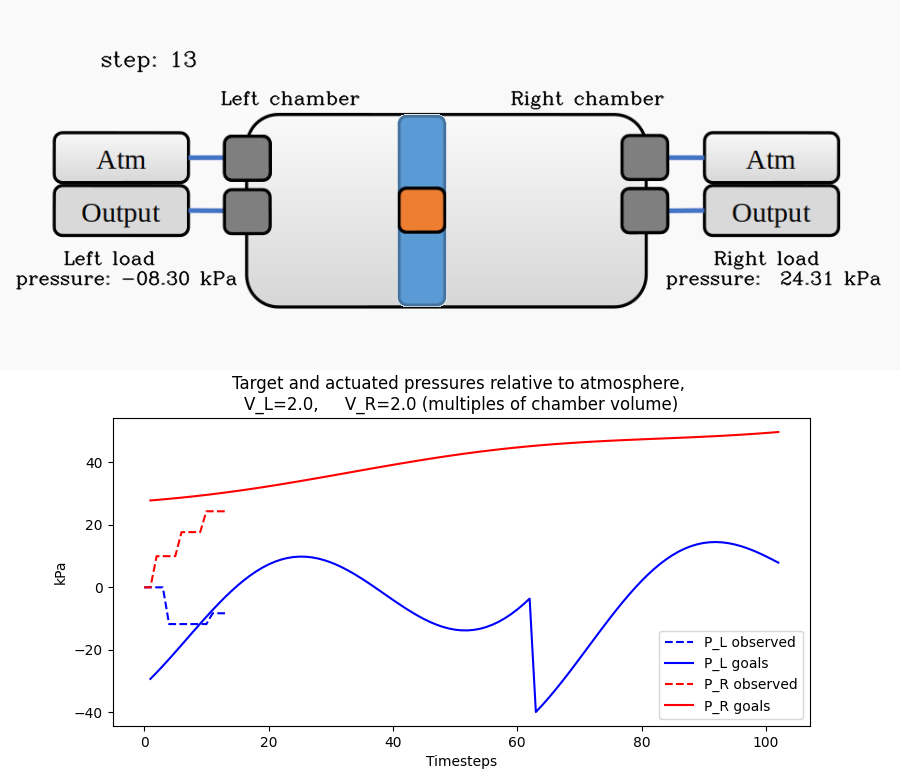 step: 13
Left chamber
Right chamber
Atm
Atm
Output
Output
Left load
pressure: -08.30 kPa
Right load
pressure:  24.31 kPa
Target and actuated pressures relative to atmosphere,
V_L=2.0,     V_R=2.0 (multiples of chamber volume)
kPa
40
20
0
−20
−40
P_L observed
P_L goals
P_R observed
P_R goals
0 20 40 60 80 100
Timesteps